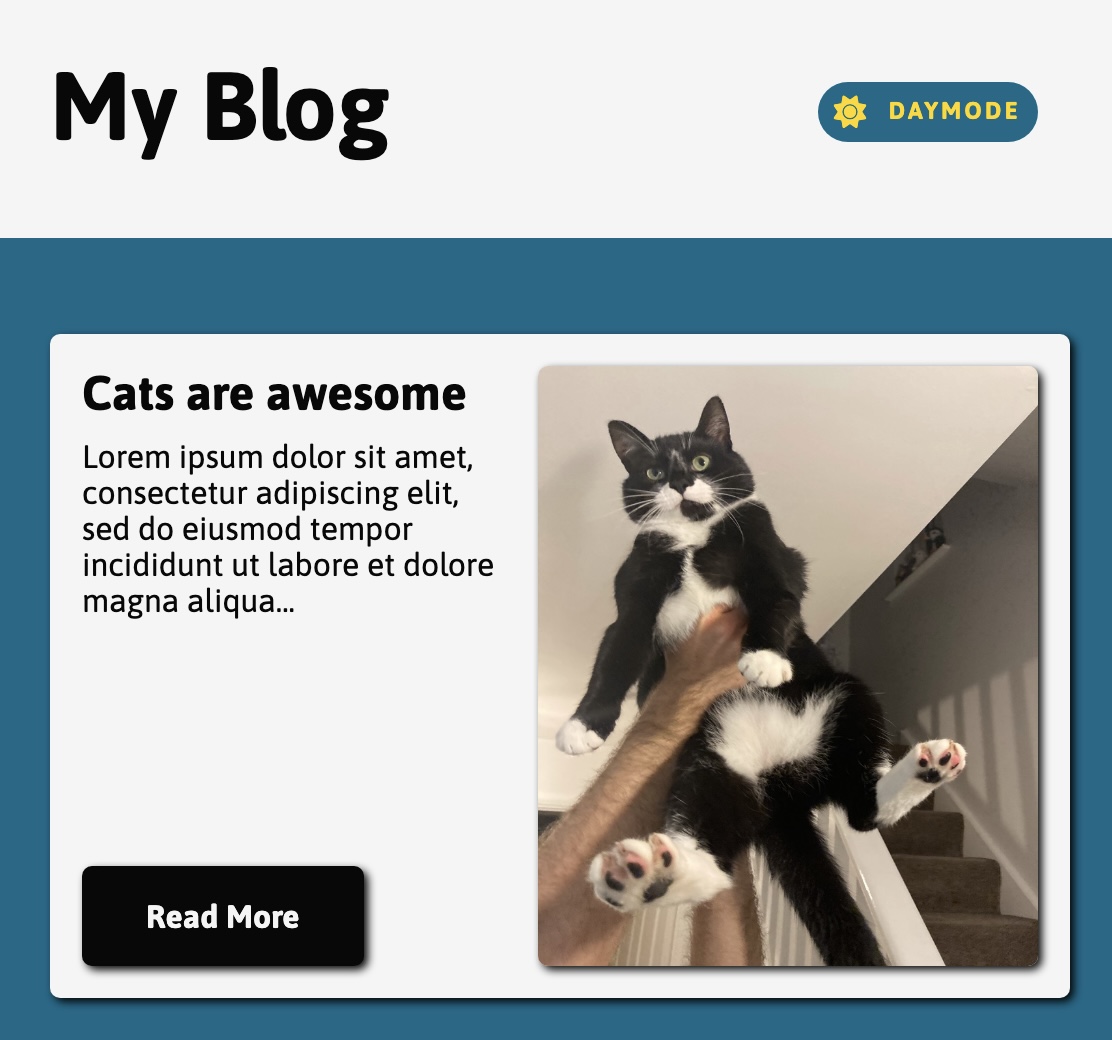 My Blog
DAYMODE
Cats are awesome
Lorem ipsum dolor sit amet,
consectetur adipiscing elit,
sed do eiusmod tempor
incididunt ut labore et dolore
magna aliqua...
Read More